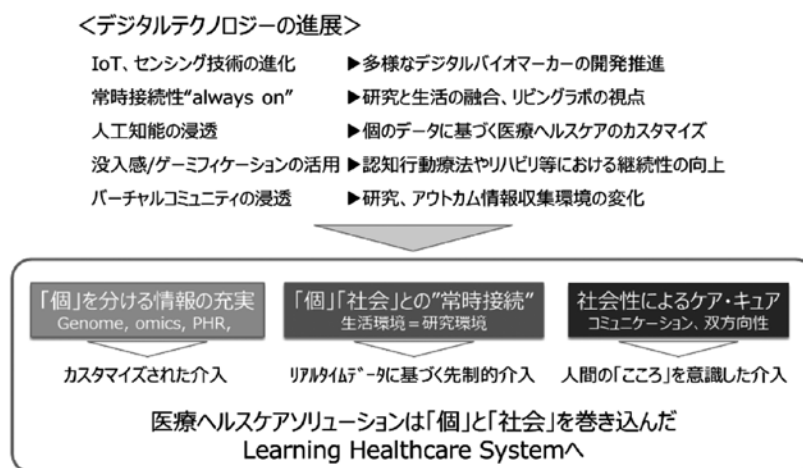 ＜デジタルテクノロジーの進展＞
IoT、センシング技術の進化 ▶多様なデジタルバイオマーカーの開発推進
常時接続性“always on” ▶研究と生活の融合、リビングラボの視点
人工知能の浸透 ▶個のデータに基づく医療ヘルスケアのカスタマイズ
没入感/ゲーミフィケーションの活用 ▶認知行動療法やリハビリ等における継続性の向上
バーチャルコミュニティの浸透 ▶研究、アウトカム情報収集環境の変化
「個」を分ける情報の充実
Genome, omics, PHR,
「個」「社会」との”常時接続”
生活環境＝研究環境
社会性によるケア・キュア
コミュニケーション、双方向性
カスタマイズされた介入
ﾘｱﾙﾀｲﾑﾃﾞｰﾀに基づく先制的介入
人間の「こころ」を意識した介入
医療ヘルスケアソリューションは「個」と「社会」を巻き込んだ
Learning Healthcare Systemへ